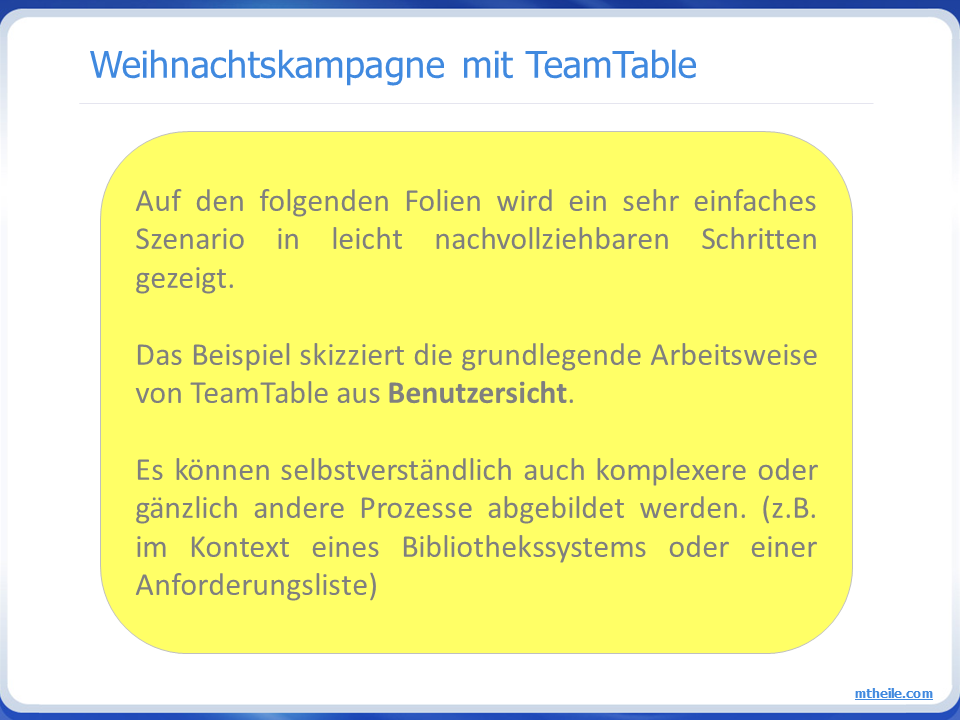 Weihnachtskampagne mit TeamTable
Auf den folgenden Folien wird ein sehr einfaches
Szenario in leicht nachvollziehbaren Schritten
gezeigt.
Das Beispiel skizziert die grundlegende Arbeitsweise
von TeamTable aus Benutzersicht.
Es können selbstverständlich auch komplexere oder
gänzlich andere Prozesse abgebildet werden. (z.B.
im Kontext eines Bibliothekssystems oder einer
Anforderungsliste)
mtheile.com